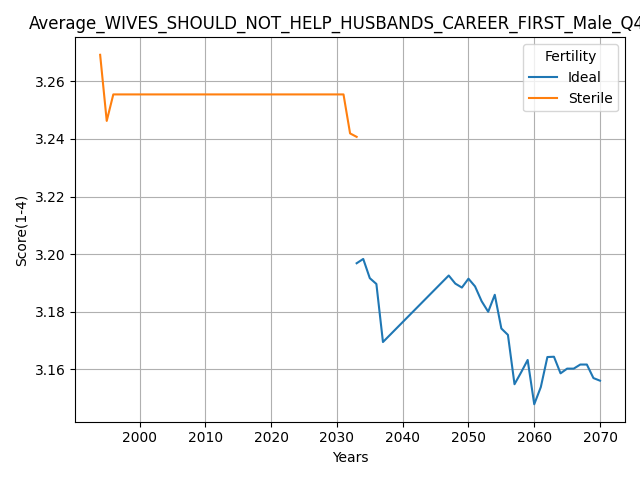 Average_WIVES_SHOULD_NOT_HELP_HUSBANDS_CAREER_FIRST_Male_Q4
Fertility
Ideal
Sterile
3.26
3.24
3.22
3.20
3.18
3.16
Score(1-4)
2000 2010 2020 2030 2040 2050 2060 2070
Years